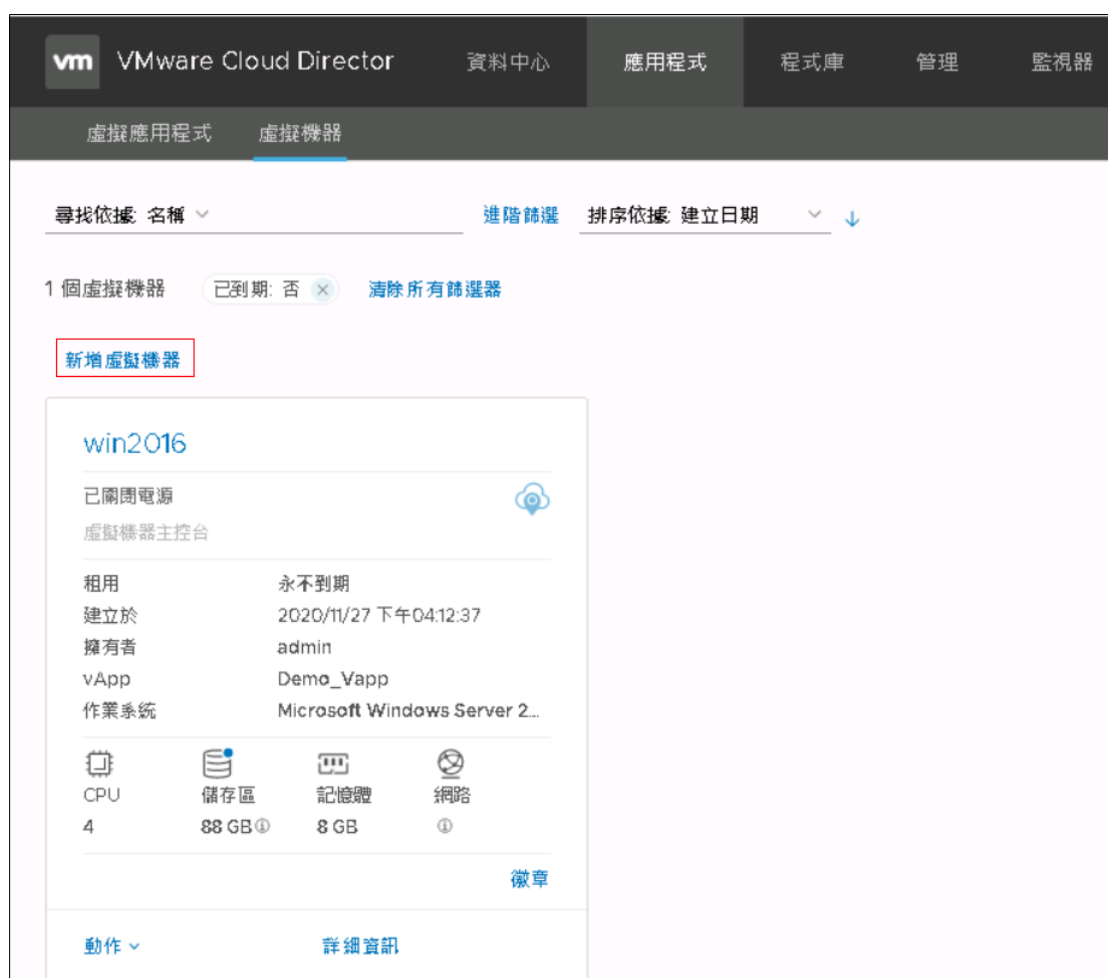 vm VMware Cloud Director 資料中心 應用程式 程式庫 管理 監視器
虛擬應用程式 虛擬機器
尋找依據: 名稱 進階篩選 排序依據: 建立日期
1 個虛擬機器 已到期: 否 清除所有篩選器
新增虛擬機器
win2016
已關閉電源
虛擬機器主控台
租用 永不到期
建立於 2020/11/27 下午04:12:37
擁有者 admin
vApp Demo_Vapp
作業系統 Microsoft Windows Server 2...
CPU 儲存區 記憶體 網路
4 88 GB 8 GB
徽章
動作 詳細資訊